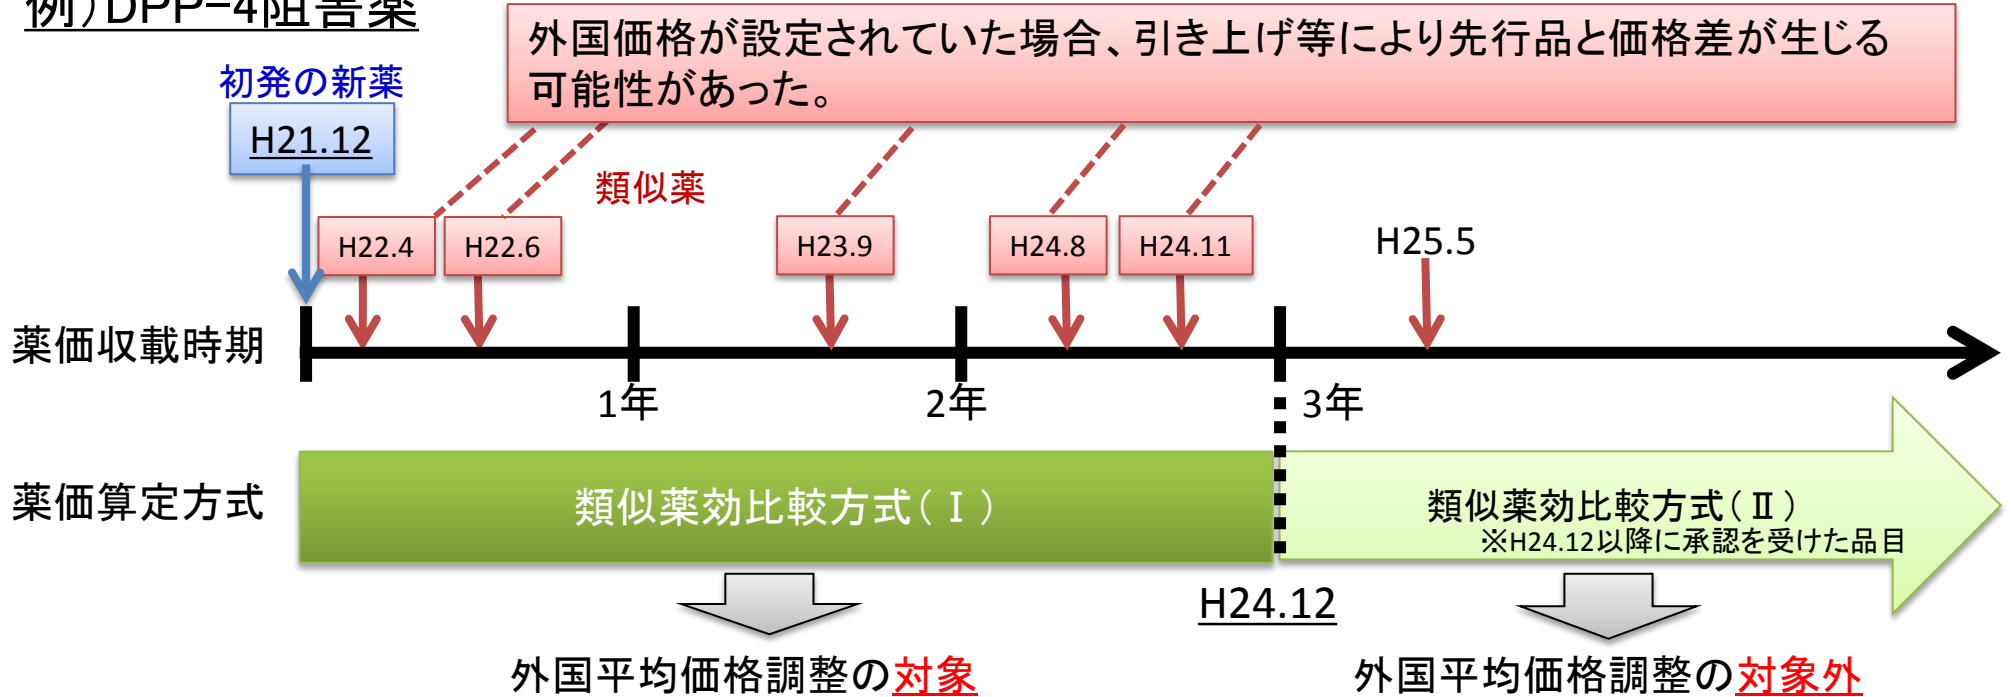 例)DPP-4阻害薬
外国価格が設定されていた場合、引き上げ等により先行品と価格差が生じる
可能性があった。
初発の新薬
H21.12
類似薬
H22.4
H22.6
H23.9
H24.8
H24.11
H25.5
薬価収載時期
1年
2年
3年
薬価算定方式
類似薬効比較方式(Ⅰ)
類似薬効比較方式(Ⅱ)
※H24.12以降に承認を受けた品目
H24.12
外国平均価格調整の対象
外国平均価格調整の対象外